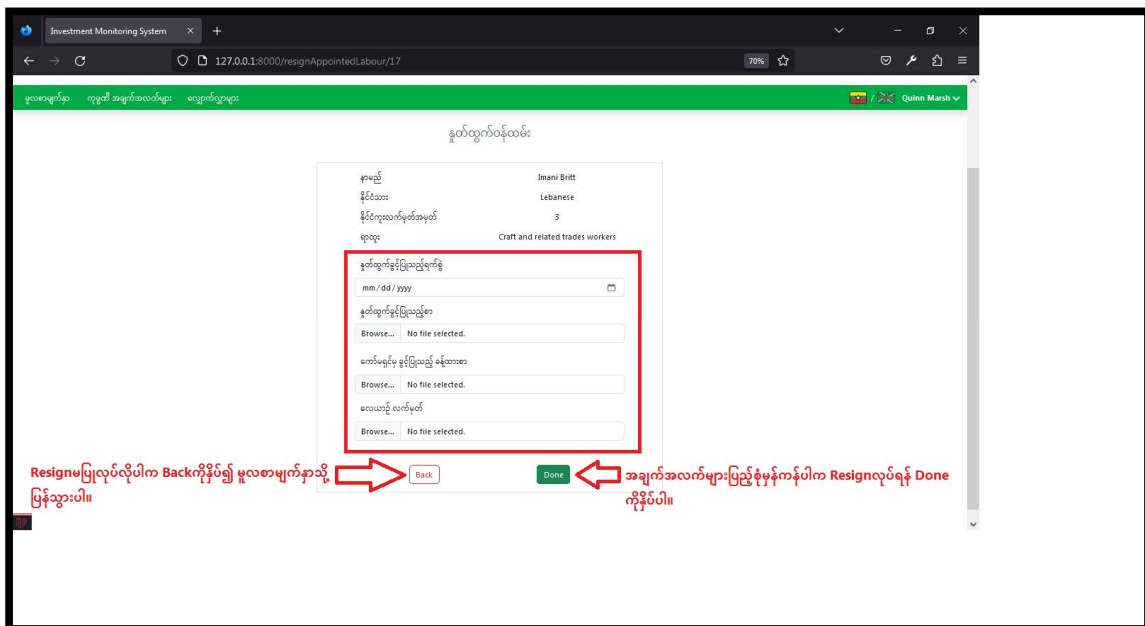 Investment Monitoring System
127.0.0.1:8000/resignAppointedLabour/17
70%
မူလစာမျက်နှာ ကုမ္ပဏီ အချက်အလက်များ လျှောက်လွှာများ
/ Quinn Marsh
နှုတ်ထွက်ဝန်ထမ်း
နာမည် Imani Britt
နိုင်ငံသား Lebanese
နိုင်ငံကူးလက်မှတ်အမှတ် 3
ရာထူး Craft and related trades workers
နှုတ်ထွက်ခွင့်ပြုသည့်ရက်စွဲ
mm / dd / yyyy
နှုတ်ထွက်ခွင့်ပြုသည့်စာ
Browse... No file selected.
ကော်မရှင်မှ ခွင့်ပြုသည့် ခန့်ထားစာ
Browse... No file selected.
လေယာဉ် လက်မှတ်
Browse... No file selected.
Back Done
Resignမပြုလုပ်လိုပါက Backကိုနှိပ်၍ မူလစာမျက်နှာသို့
ပြန်သွားပါ။
အချက်အလက်များပြည့်စုံမှန်ကန်ပါက Resignလုပ်ရန် Done
ကိုနှိပ်ပါ။